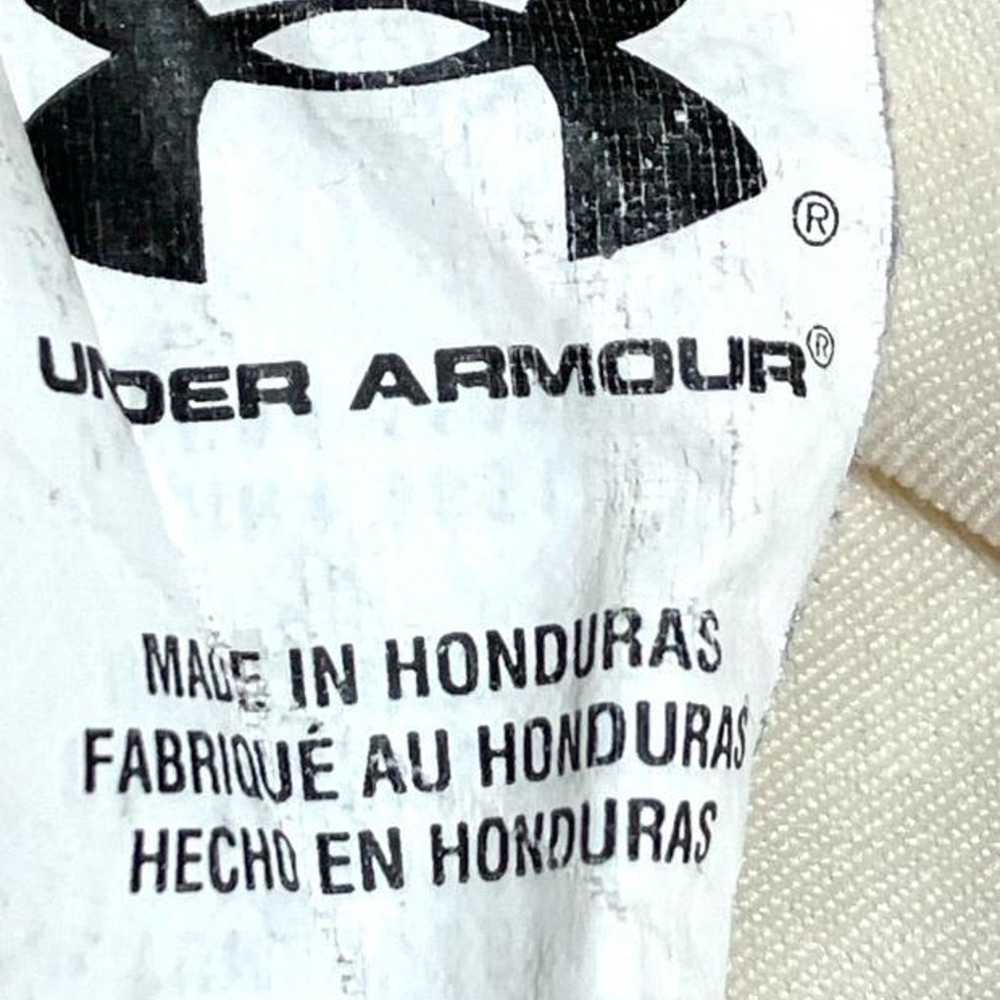 ®
UNDER ARMOUR®
MADE IN HONDURAS
FABRIQUÉ AU HONDURAS
HECHO EN HONDURAS